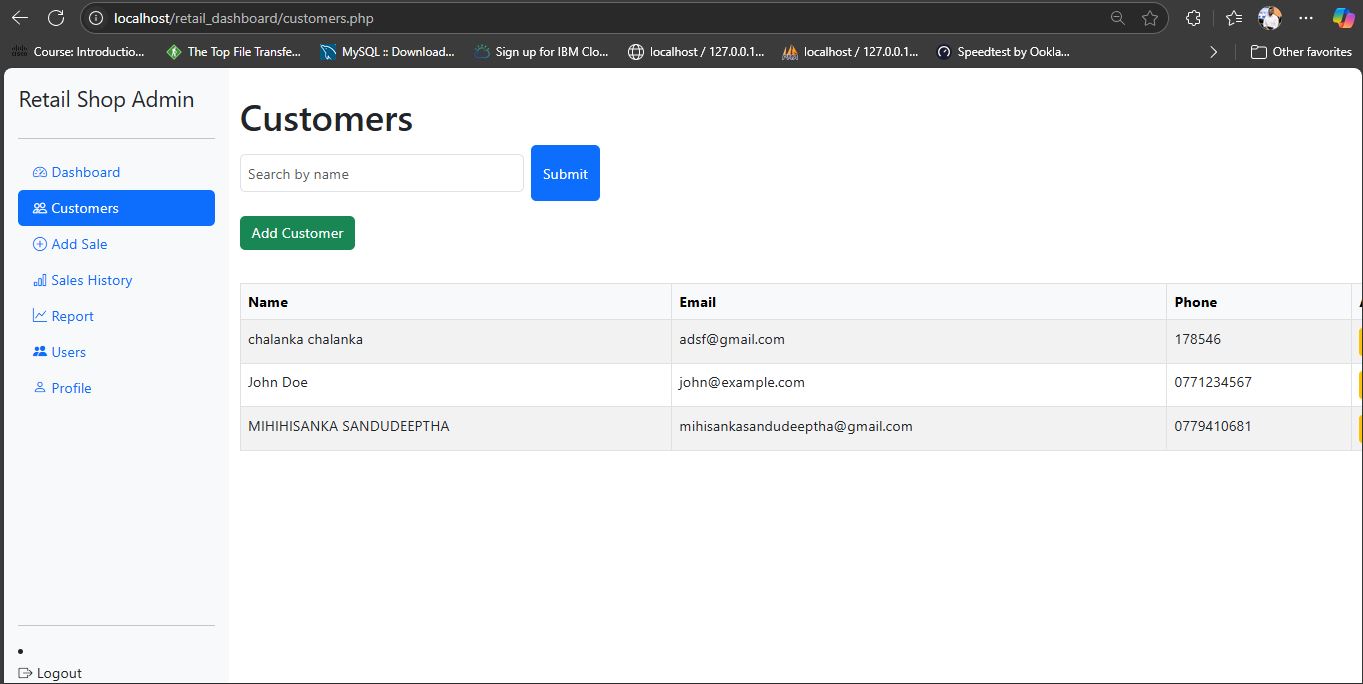 localhost/retail_dashboard/customers.php
Course: Introductio... The Top File Transfe... MySQL :: Download... Sign up for IBM Clo... localhost / 127.0.0.1... localhost / 127.0.0.1... Speedtest by Ookla... Other favorites
Retail Shop Admin
Dashboard
Customers
Add Sale
Sales History
Report
Users
Profile
Logout
Customers
Search by name Submit
Add Customer
Name Email Phone
chalanka chalanka adsf@gmail.com 178546
John Doe john@example.com 0771234567
MIHIHISANKA SANDUDEEPTHA mihisankasandudeeptha@gmail.com 0779410681